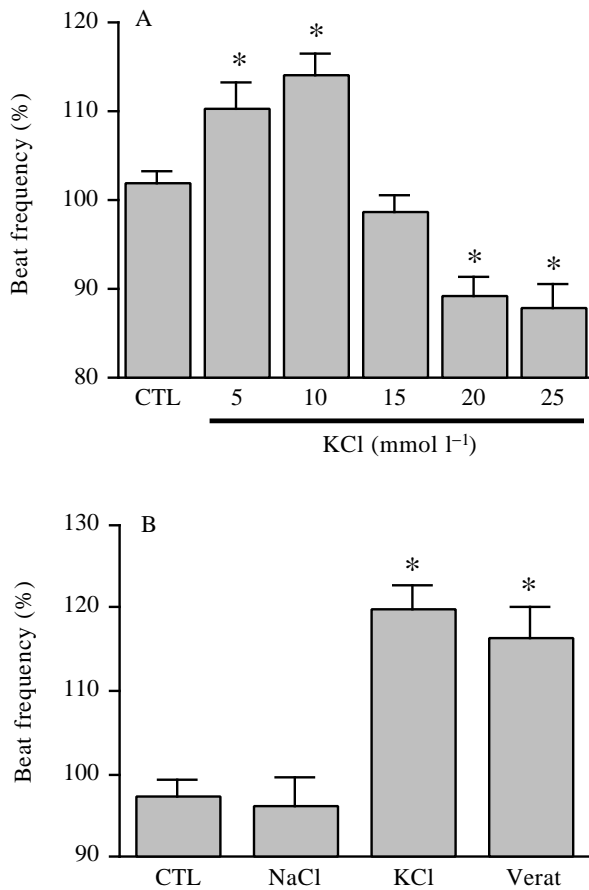 A
120
110
100
90
80
Beat frequency (%)
* * * *
CTL 5 10 15 20 25
KCl (mmol l⁻¹)
B
130
120
110
100
90
Beat frequency (%)
* *
CTL NaCl KCl Verat